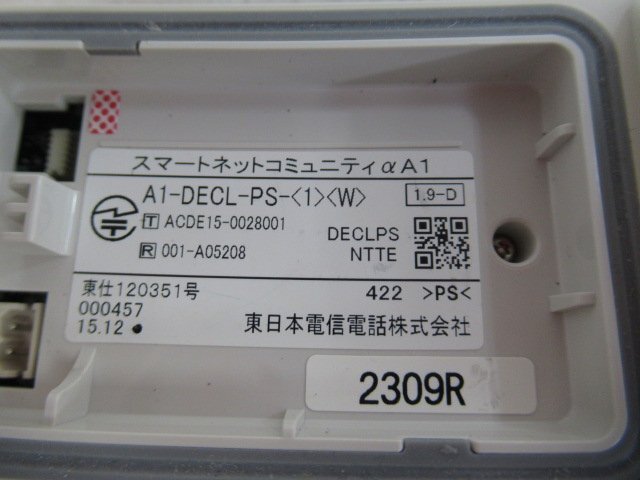 スマートネットコミュニティαA1
A1-DECL-PS-<1><W> 1.9-D
T ACDE15-0028001
R 001-A05208
DECLPS
NTTE
東仕120351号
000457
15.12 ●
422 >PS<
東日本電信電話株式会社
2309R